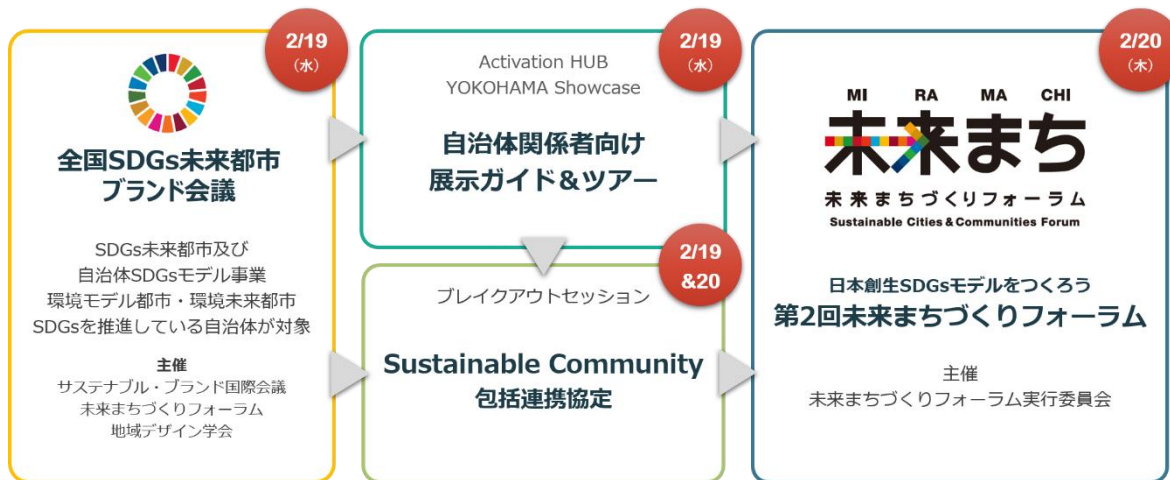 2/19
（水）
全国SDGs未来都市
ブランド会議
SDGs未来都市及び
自治体SDGsモデル事業
環境モデル都市・環境未来都市
SDGsを推進している自治体が対象
主催
サステナブル・ブランド国際会議
未来まちづくりフォーラム
地域デザイン学会
2/19
（水）
Activation HUB
YOKOHAMA Showcase
自治体関係者向け
展示ガイド＆ツアー
2/19
&20
ブレイクアウトセッション
Sustainable Community
包括連携協定
2/20
（木）
MI RA MA CHI
未来まち
未来まちづくりフォーラム
Sustainable Cities & Communities Forum
日本創生SDGsモデルをつくろう
第2回未来まちづくりフォーラム
主催
未来まちづくりフォーラム実行委員会